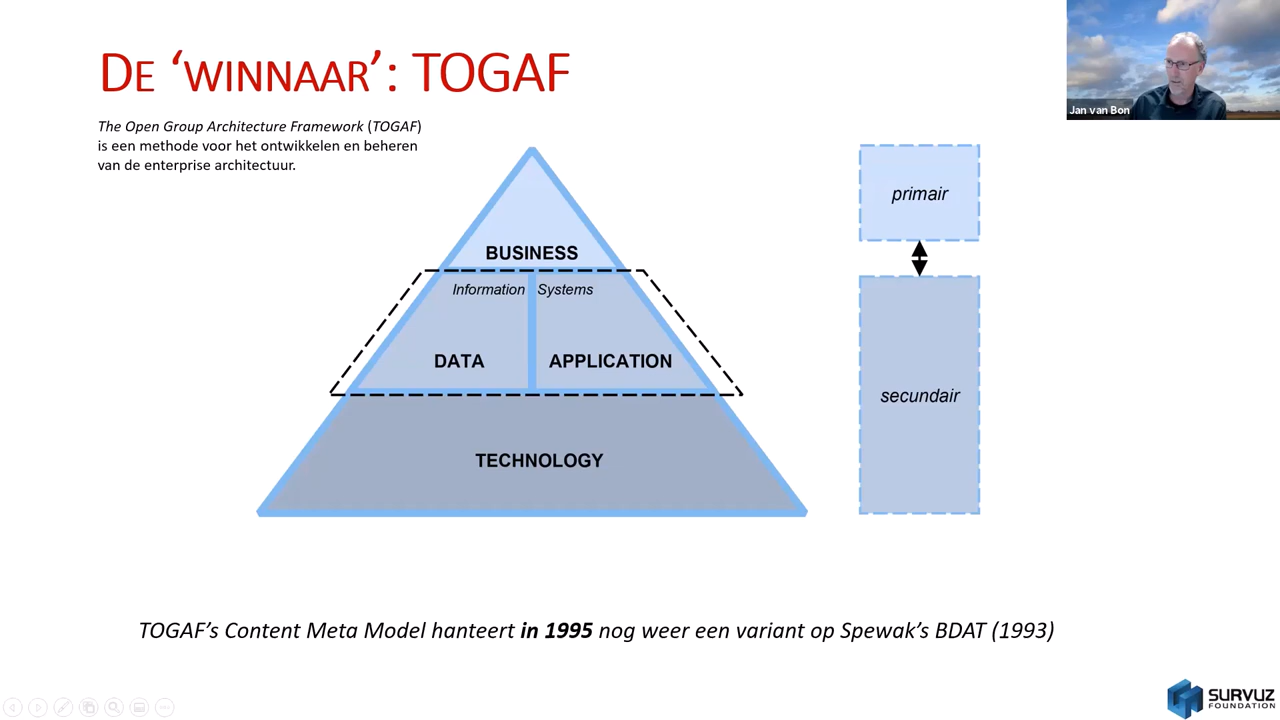 DE ‘WINNAAR’: TOGAF
The Open Group Architecture Framework (TOGAF)
is een methode voor het ontwikkelen en beheren
van de enterprise architectuur.
Jan van Bon
BUSINESS
Information Systems
DATA APPLICATION
TECHNOLOGY
primair
secundair
TOGAF’s Content Meta Model hanteert in 1995 nog weer een variant op Spewak’s BDAT (1993)
SURVUZ
FOUNDATION